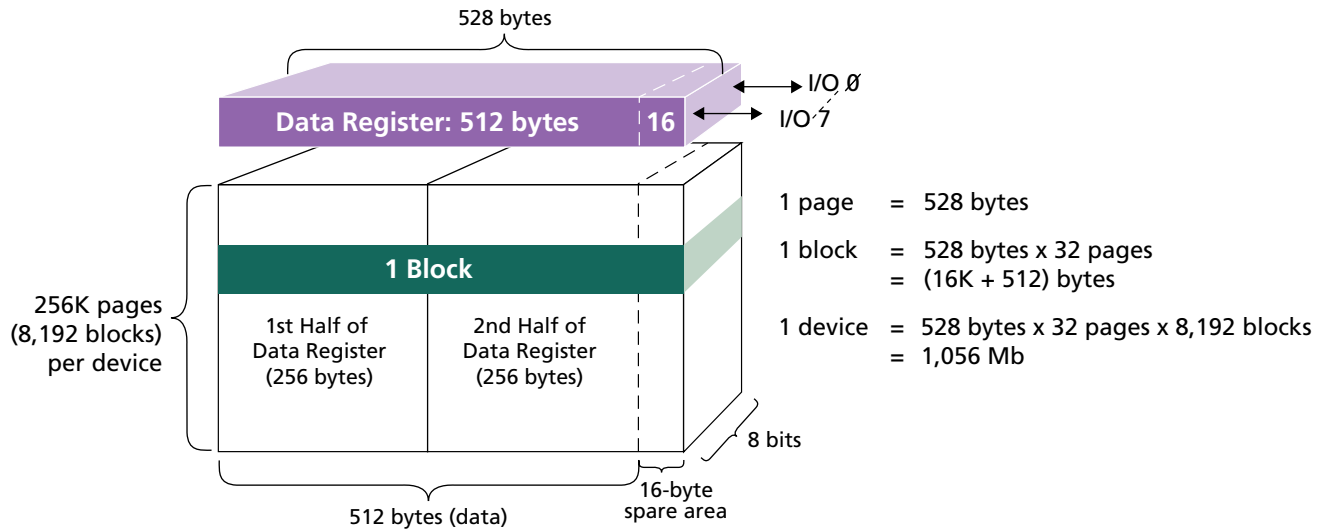 528 bytes
I/O 0
Data Register: 512 bytes
16
I/O 7
1 page = 528 bytes
1 block = 528 bytes x 32 pages
= (16K + 512) bytes
1 device = 528 bytes x 32 pages x 8,192 blocks
= 1,056 Mb
1 Block
256K pages
(8,192 blocks)
per device
1st Half of
Data Register
(256 bytes)
2nd Half of
Data Register
(256 bytes)
8 bits
512 bytes (data)
16-byte
spare area